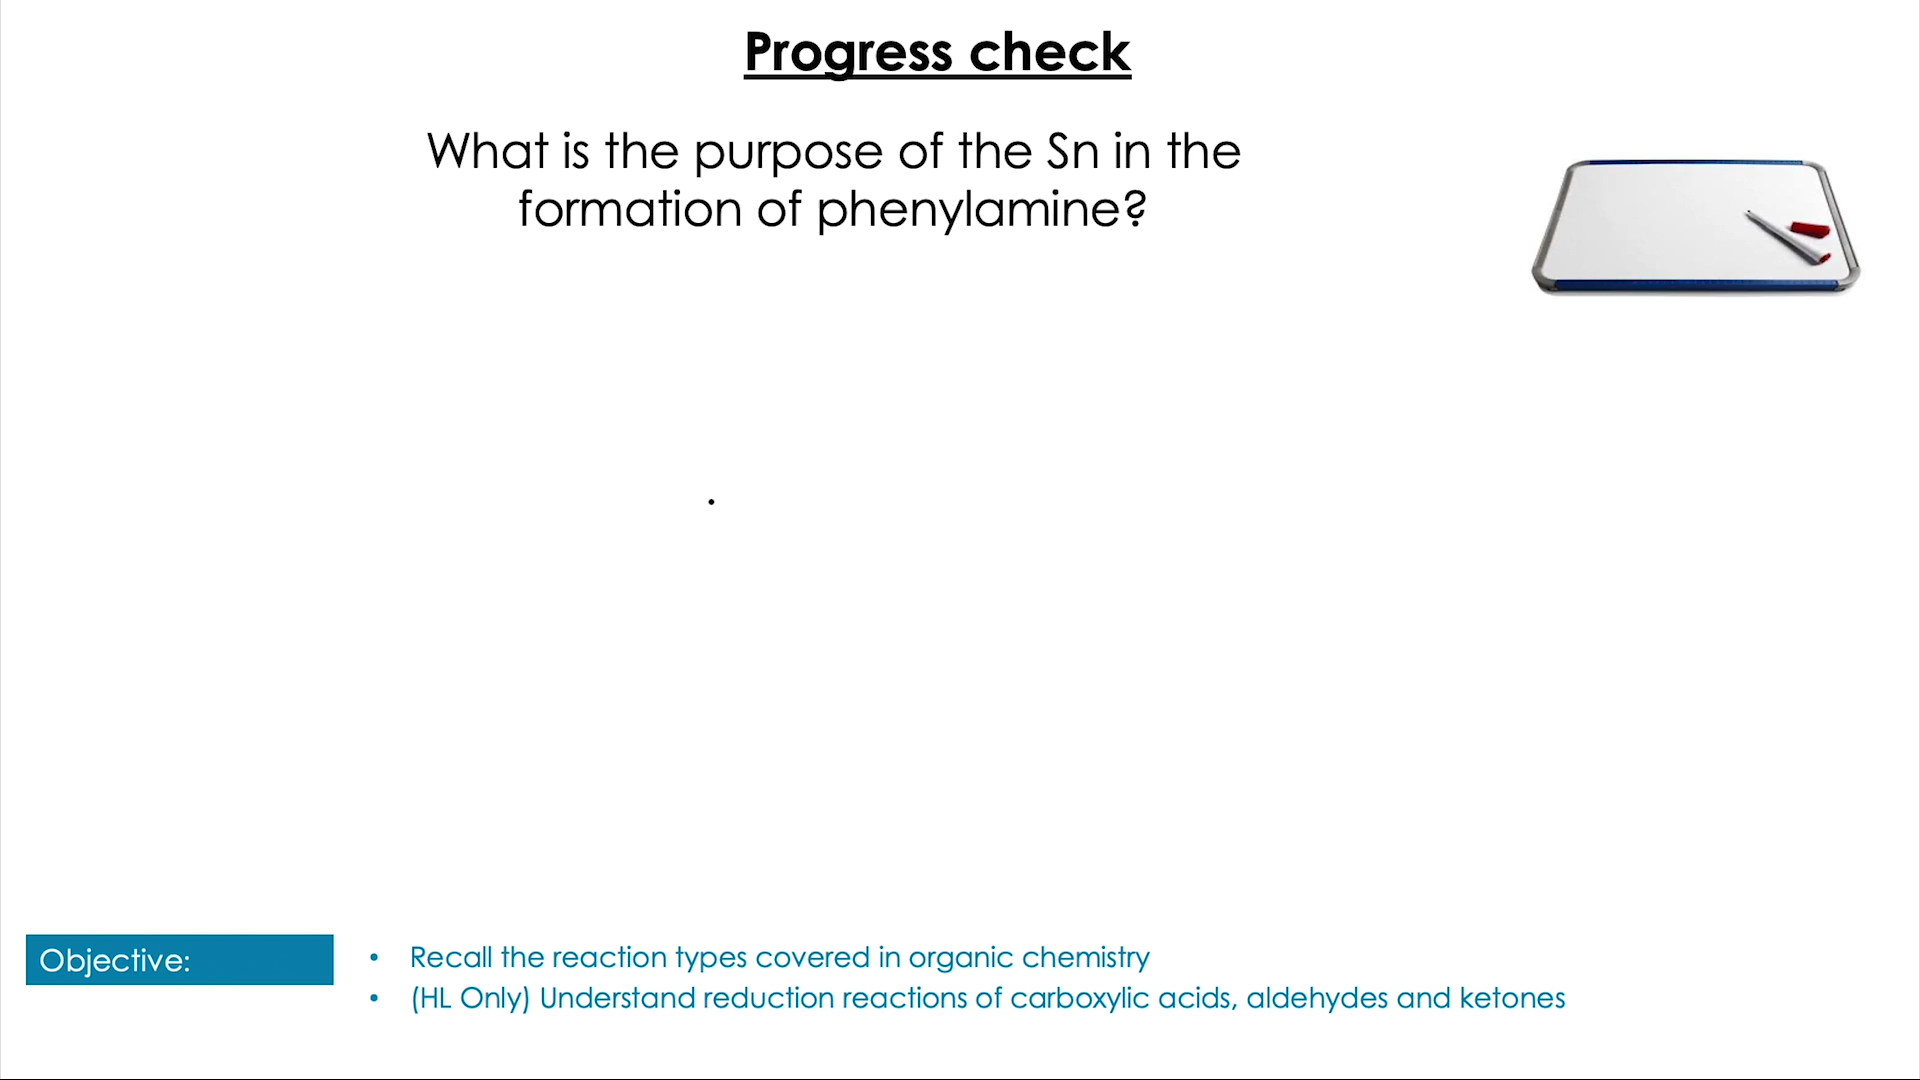 Progress check
What is the purpose of the Sn in the
formation of phenylamine?
.
Objective:
• Recall the reaction types covered in organic chemistry
• (HL Only) Understand reduction reactions of carboxylic acids, aldehydes and ketones